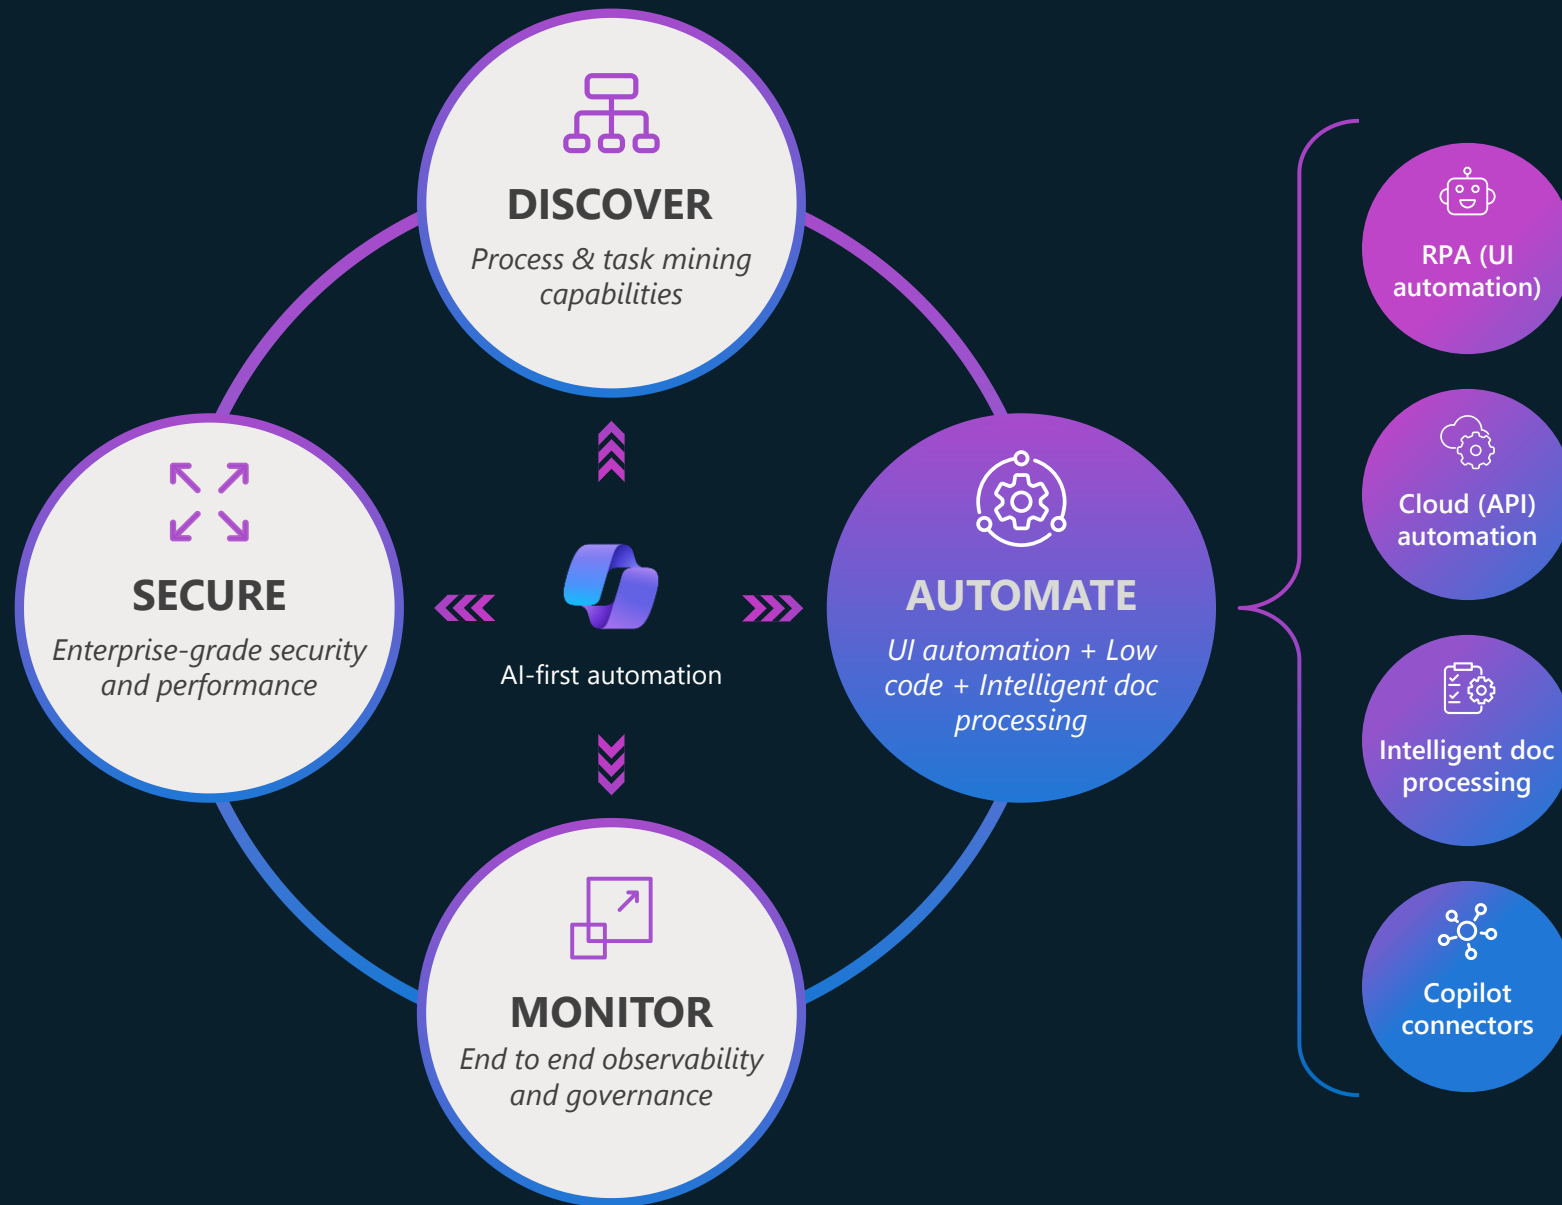 DISCOVER
Process & task mining
capabilities
SECURE
Enterprise-grade security
and performance
AI-first automation
AUTOMATE
UI automation + Low
code + Intelligent doc
processing
MONITOR
End to end observability
and governance
RPA (UI
automation)
Cloud (API)
automation
Intelligent doc
processing
Copilot
connectors